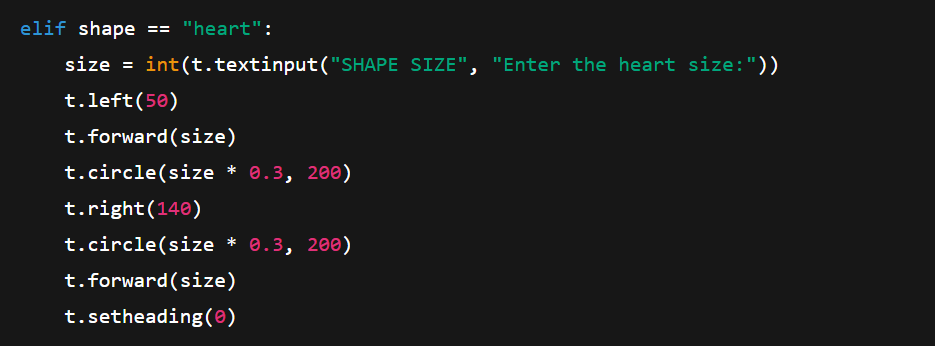 elif shape == "heart":
    size = int(t.textinput("SHAPE SIZE", "Enter the heart size:"))
    t.left(50)
    t.forward(size)
    t.circle(size * 0.3, 200)
    t.right(140)
    t.circle(size * 0.3, 200)
    t.forward(size)
    t.setheading(0)